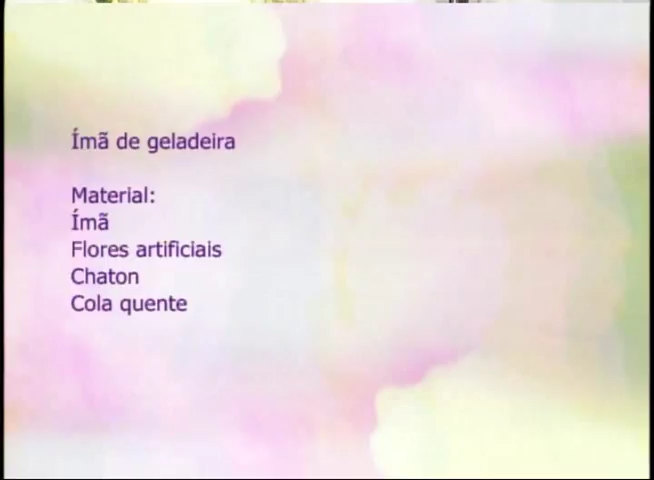 Ímã de geladeira
Material:
Ímã
Flores artificiais
Chaton
Cola quente